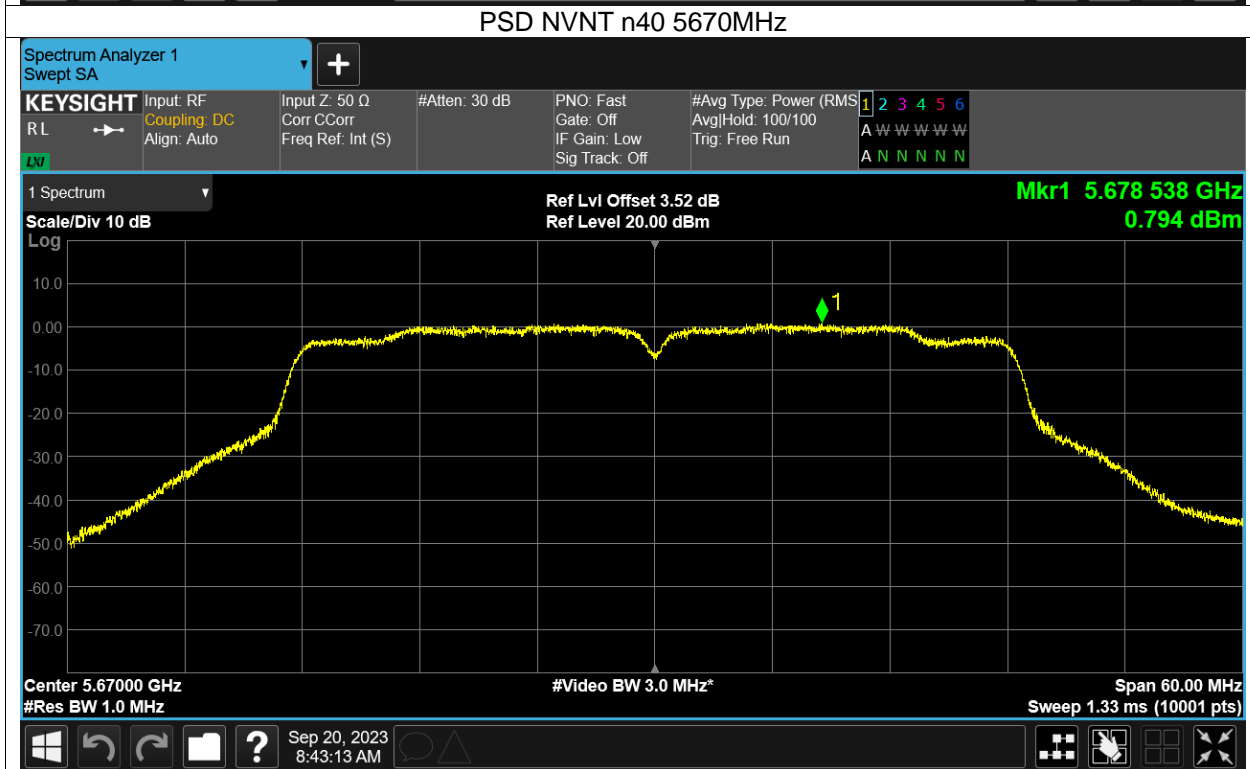 PSD NVNT n40 5670MHz
Spectrum Analyzer 1
Swept SA
+
KEYSIGHT
RL
LXI
Input: RF
Coupling: DC
Align: Auto
Input Z: 50 Ω
Corr CCorr
Freq Ref: Int (S)
#Atten: 30 dB
PNO: Fast
Gate: Off
IF Gain: Low
Sig Track: Off
#Avg Type: Power (RMS
Avg|Hold: 100/100
Trig: Free Run
1 2 3 4 5 6
A W W W W W
A N N N N N
1 Spectrum
Scale/Div 10 dB
Log
Ref Lvl Offset 3.52 dB
Ref Level 20.00 dBm
Mkr1 5.678 538 GHz
0.794 dBm
10.0
0.00
-10.0
-20.0
-30.0
-40.0
-50.0
-60.0
-70.0
1
Center 5.67000 GHz
#Res BW 1.0 MHz
#Video BW 3.0 MHz*
Span 60.00 MHz
Sweep 1.33 ms (10001 pts)
?
Sep 20, 2023
8:43:13 AM